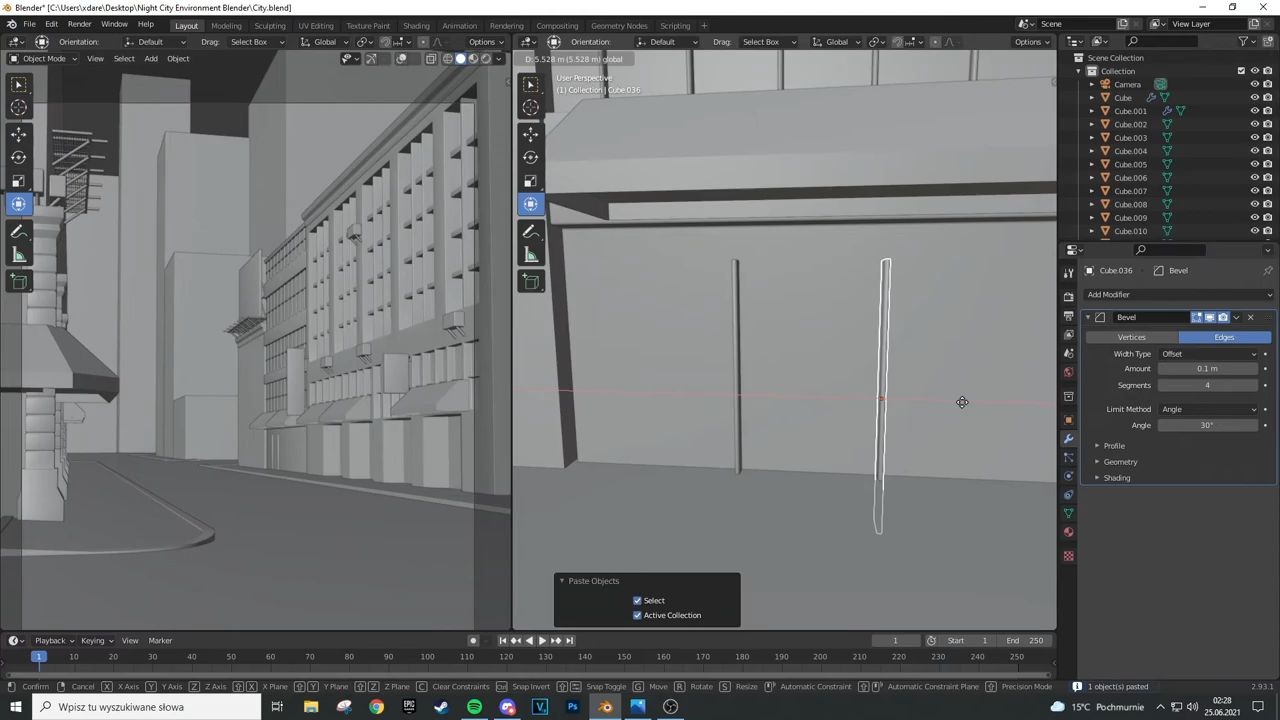 Blender* [C:\Users\xdare\Desktop\Night City Environment Blender\City.blend]
File Edit Render Window Help Layout Modeling Sculpting UV Editing Texture Paint Shading Animation Rendering Compositing Geometry Nodes Scripting + Scene View Layer
Orientation: Default Drag: Select Box Global Options
Object Mode View Select Add Object
Orientation: Default Drag: Select Box Global Options
D: 5.528 m (5.528 m) global
User Perspective
(1) Collection | Cube.036
Paste Objects
Select
Active Collection
Scene Collection
Collection
Camera
Cube
Cube.001
Cube.002
Cube.003
Cube.004
Cube.005
Cube.006
Cube.007
Cube.008
Cube.009
Cube.010
Cube.036 Bevel
Add Modifier
Bevel
Vertices Edges
Width Type Offset
Amount 0.1 m
Segments 4
Limit Method Angle
Angle 30°
Profile
Geometry
Shading
Playback Keying View Marker 1 Start 1 End 250
1 10 20 30 40 50 60 70 80 90 100 110 120 130 140 150 160 170 180 190 200 210 220 230 240 250
Confirm Cancel X X Axis Y Y Axis Z Z Axis X X Plane Y Y Plane Z Z Plane C Clear Constraints Ctrl Snap Invert Snap Toggle G Move R Rotate S Resize Automatic Constraint Automatic Constraint Plane Precision Mode 1 object(s) pasted 2.93.1
Wpisz tu wyszukiwane słowa
15°C Pochmurnie
02:28
25.06.2021